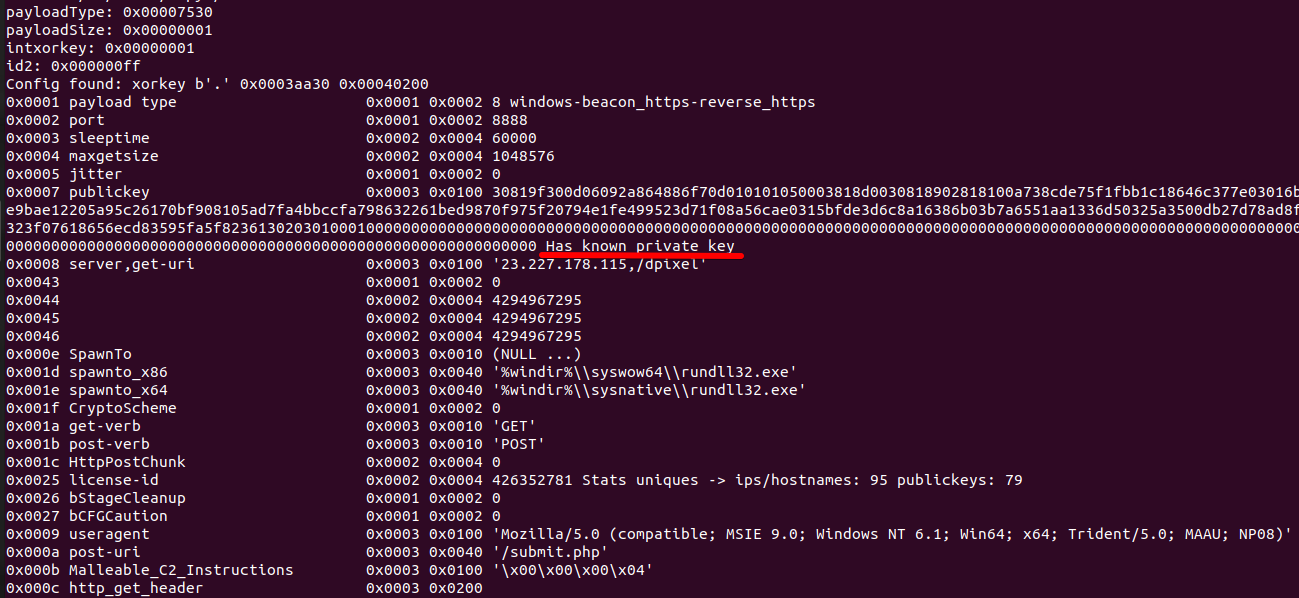 payloadType: 0x00007530
payloadSize: 0x00000001
intxorkey: 0x00000001
id2: 0x000000ff
Config found: xorkey b'.' 0x0003aa30 0x00040200
0x0001 payload type                     0x0001 0x0002 8 windows-beacon_https-reverse_https
0x0002 port                             0x0001 0x0002 8888
0x0003 sleeptime                        0x0002 0x0004 60000
0x0004 maxgetsize                       0x0002 0x0004 1048576
0x0005 jitter                           0x0001 0x0002 0
0x0007 publickey                        0x0003 0x0100 30819f300d06092a864886f70d010101050003818d0030818902818100a738cde75f1fbb1c18646c377e03016b
e9bae12205a95c26170bf908105ad7fa4bbccfa798632261bed9870f975f20794e1fe499523d71f08a56cae0315bfde3d6c8a16386b03b7a6551aa1336d50325a3500db27d78ad8f
323f07618656ecd83595fa5f8236130203010001000000000000000000000000000000000000000000000000000000000000000000000000000000000000000000000000000000000
00000000000000000000000000000000000000000000000000000000000 Has known private key
0x0008 server,get-uri                   0x0003 0x0100 '23.227.178.115,/dpixel'
0x0043                                  0x0001 0x0002 0
0x0044                                  0x0002 0x0004 4294967295
0x0045                                  0x0002 0x0004 4294967295
0x0046                                  0x0002 0x0004 4294967295
0x000e SpawnTo                          0x0003 0x0010 (NULL ...)
0x001d spawnto_x86                      0x0003 0x0040 '%windir%\\syswow64\\rundll32.exe'
0x001e spawnto_x64                      0x0003 0x0040 '%windir%\\sysnative\\rundll32.exe'
0x001f CryptoScheme                     0x0001 0x0002 0
0x001a get-verb                         0x0003 0x0010 'GET'
0x001b post-verb                        0x0003 0x0010 'POST'
0x001c HttpPostChunk                    0x0002 0x0004 0
0x0025 license-id                       0x0002 0x0004 426352781 Stats uniques -> ips/hostnames: 95 publickeys: 79
0x0026 bStageCleanup                    0x0001 0x0002 0
0x0027 bCFGCaution                      0x0001 0x0002 0
0x0009 useragent                        0x0003 0x0100 'Mozilla/5.0 (compatible; MSIE 9.0; Windows NT 6.1; Win64; x64; Trident/5.0; MAAU; NP08)'
0x000a post-uri                         0x0003 0x0040 '/submit.php'
0x000b Malleable_C2_Instructions        0x0003 0x0100 '\x00\x00\x00\x04'
0x000c http_get_header                  0x0003 0x0200